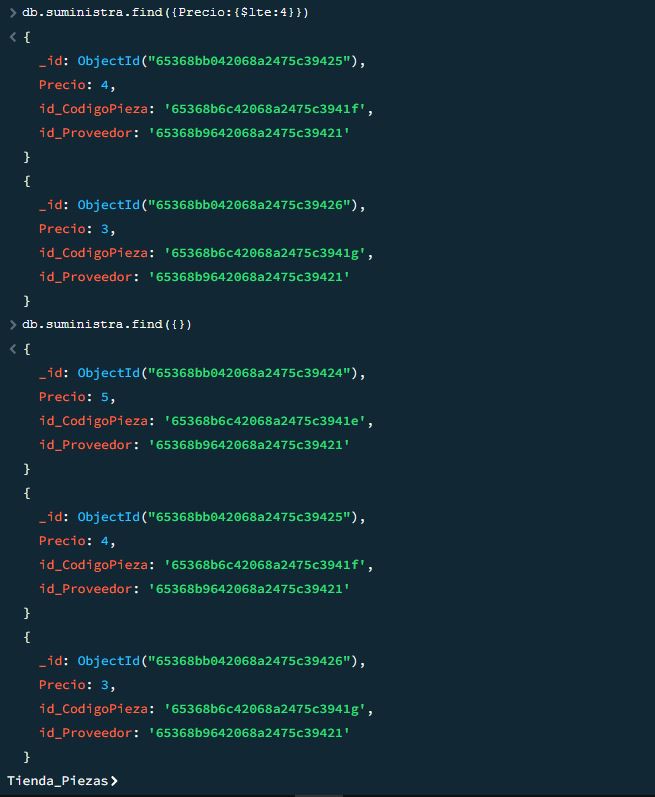 > db.suministra.find({Precio:{$lte:4}})
< {
_id: ObjectId("65368bb042068a2475c39425"),
Precio: 4,
id_CodigoPieza: '65368b6c42068a2475c3941f',
id_Proveedor: '65368b9642068a2475c39421'
}
{
_id: ObjectId("65368bb042068a2475c39426"),
Precio: 3,
id_CodigoPieza: '65368b6c42068a2475c3941g',
id_Proveedor: '65368b9642068a2475c39421'
}
> db.suministra.find({})
< {
_id: ObjectId("65368bb042068a2475c39424"),
Precio: 5,
id_CodigoPieza: '65368b6c42068a2475c3941e',
id_Proveedor: '65368b9642068a2475c39421'
}
{
_id: ObjectId("65368bb042068a2475c39425"),
Precio: 4,
id_CodigoPieza: '65368b6c42068a2475c3941f',
id_Proveedor: '65368b9642068a2475c39421'
}
{
_id: ObjectId("65368bb042068a2475c39426"),
Precio: 3,
id_CodigoPieza: '65368b6c42068a2475c3941g',
id_Proveedor: '65368b9642068a2475c39421'
}
Tienda_Piezas>